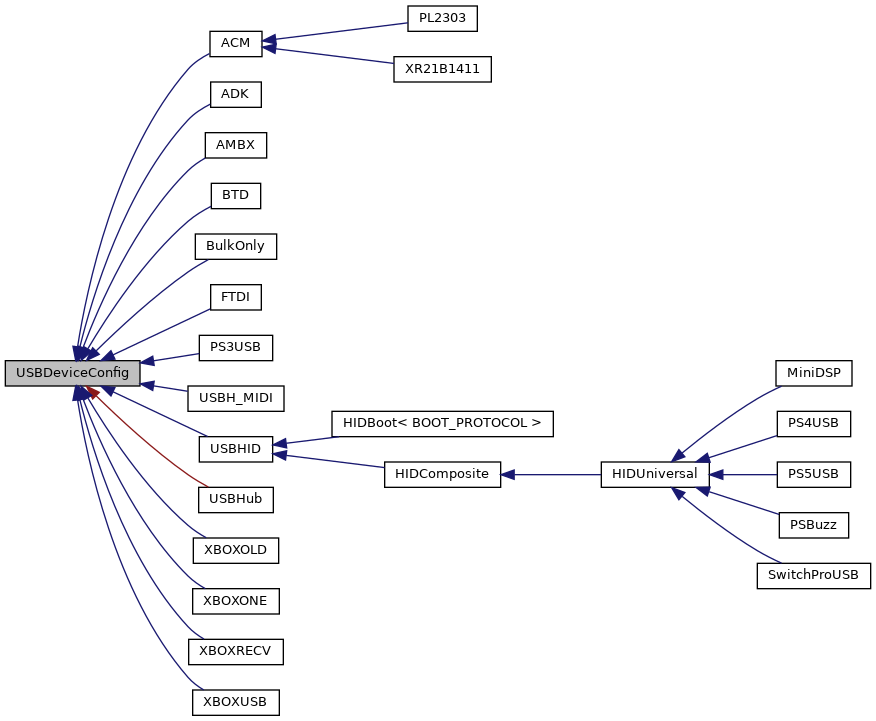 PL2303
ACM
XR21B1411
ADK
AMBX
BTD
BulkOnly
FTDI
PS3USB
USBDeviceConfig
MiniDSP
USBH_MIDI
HIDBoot< BOOT_PROTOCOL >
PS4USB
USBHID
HIDComposite
HIDUniversal
PS5USB
USBHub
PSBuzz
XBOXOLD
SwitchProUSB
XBOXONE
XBOXRECV
XBOXUSB